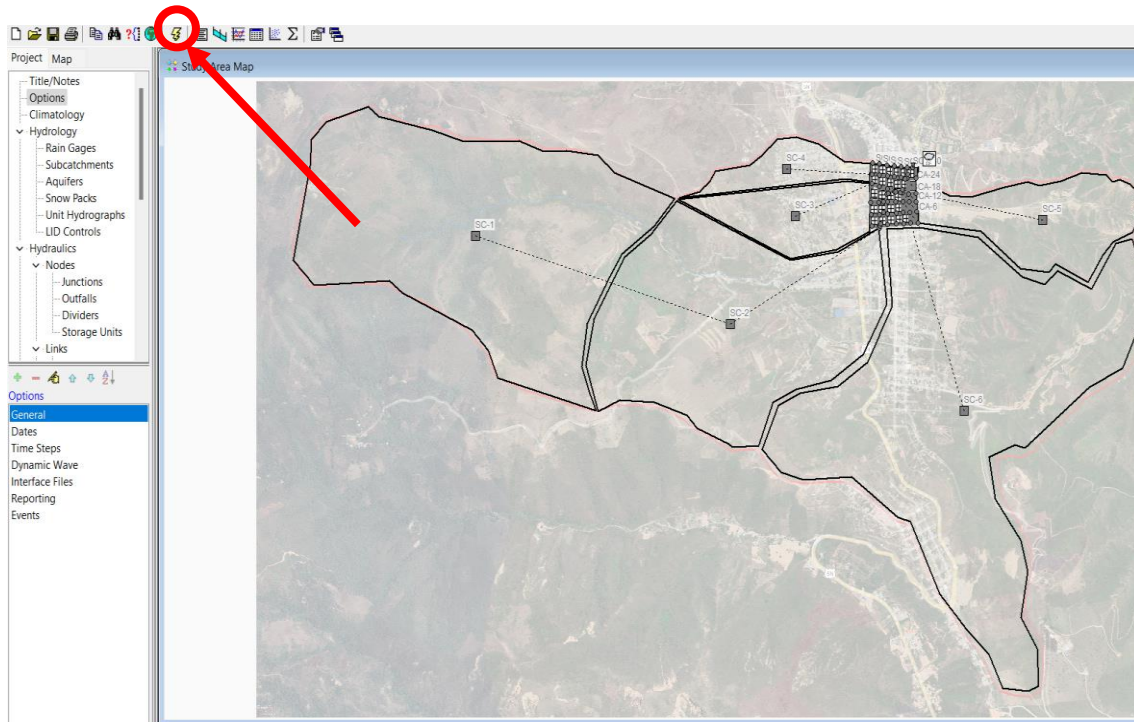 Project Map
Study Area Map
Title/Notes
Options
Climatology
Hydrology
Rain Gages
Subcatchments
Aquifers
Snow Packs
Unit Hydrographs
LID Controls
Hydraulics
Nodes
Junctions
Outfalls
Dividers
Storage Units
Links
Options
General
Dates
Time Steps
Dynamic Wave
Interface Files
Reporting
Events
SC-4
CA-24
CA-18
CA-12
CA-6
SC-3
SC-5
SC-1
SC-2
SC-6